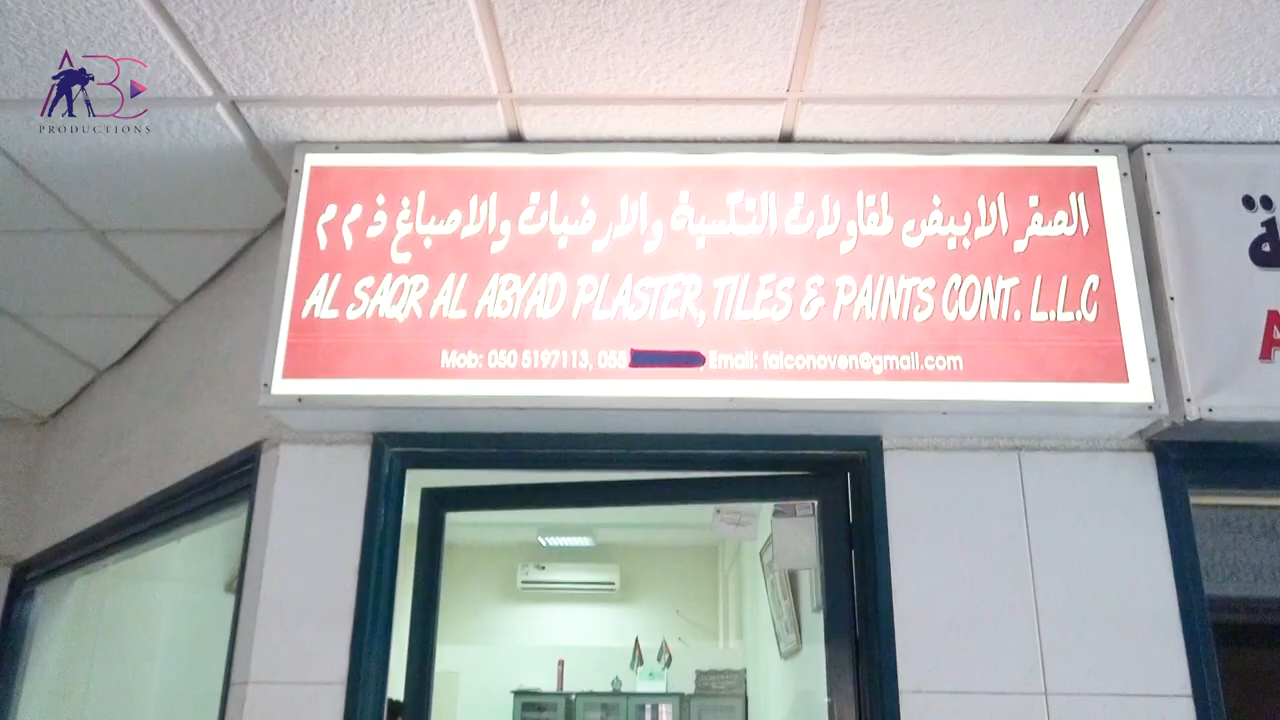 ABC
PRODUCTIONS
الصقر الابيض لمقاولات التكسية والارضيات والاصباغ ذ م م
AL SAQR AL ABYAD PLASTER, TILES & PAINTS CONT. L.L.C
Mob: 050 5197113, 055 Email: falconoven@gmail.com